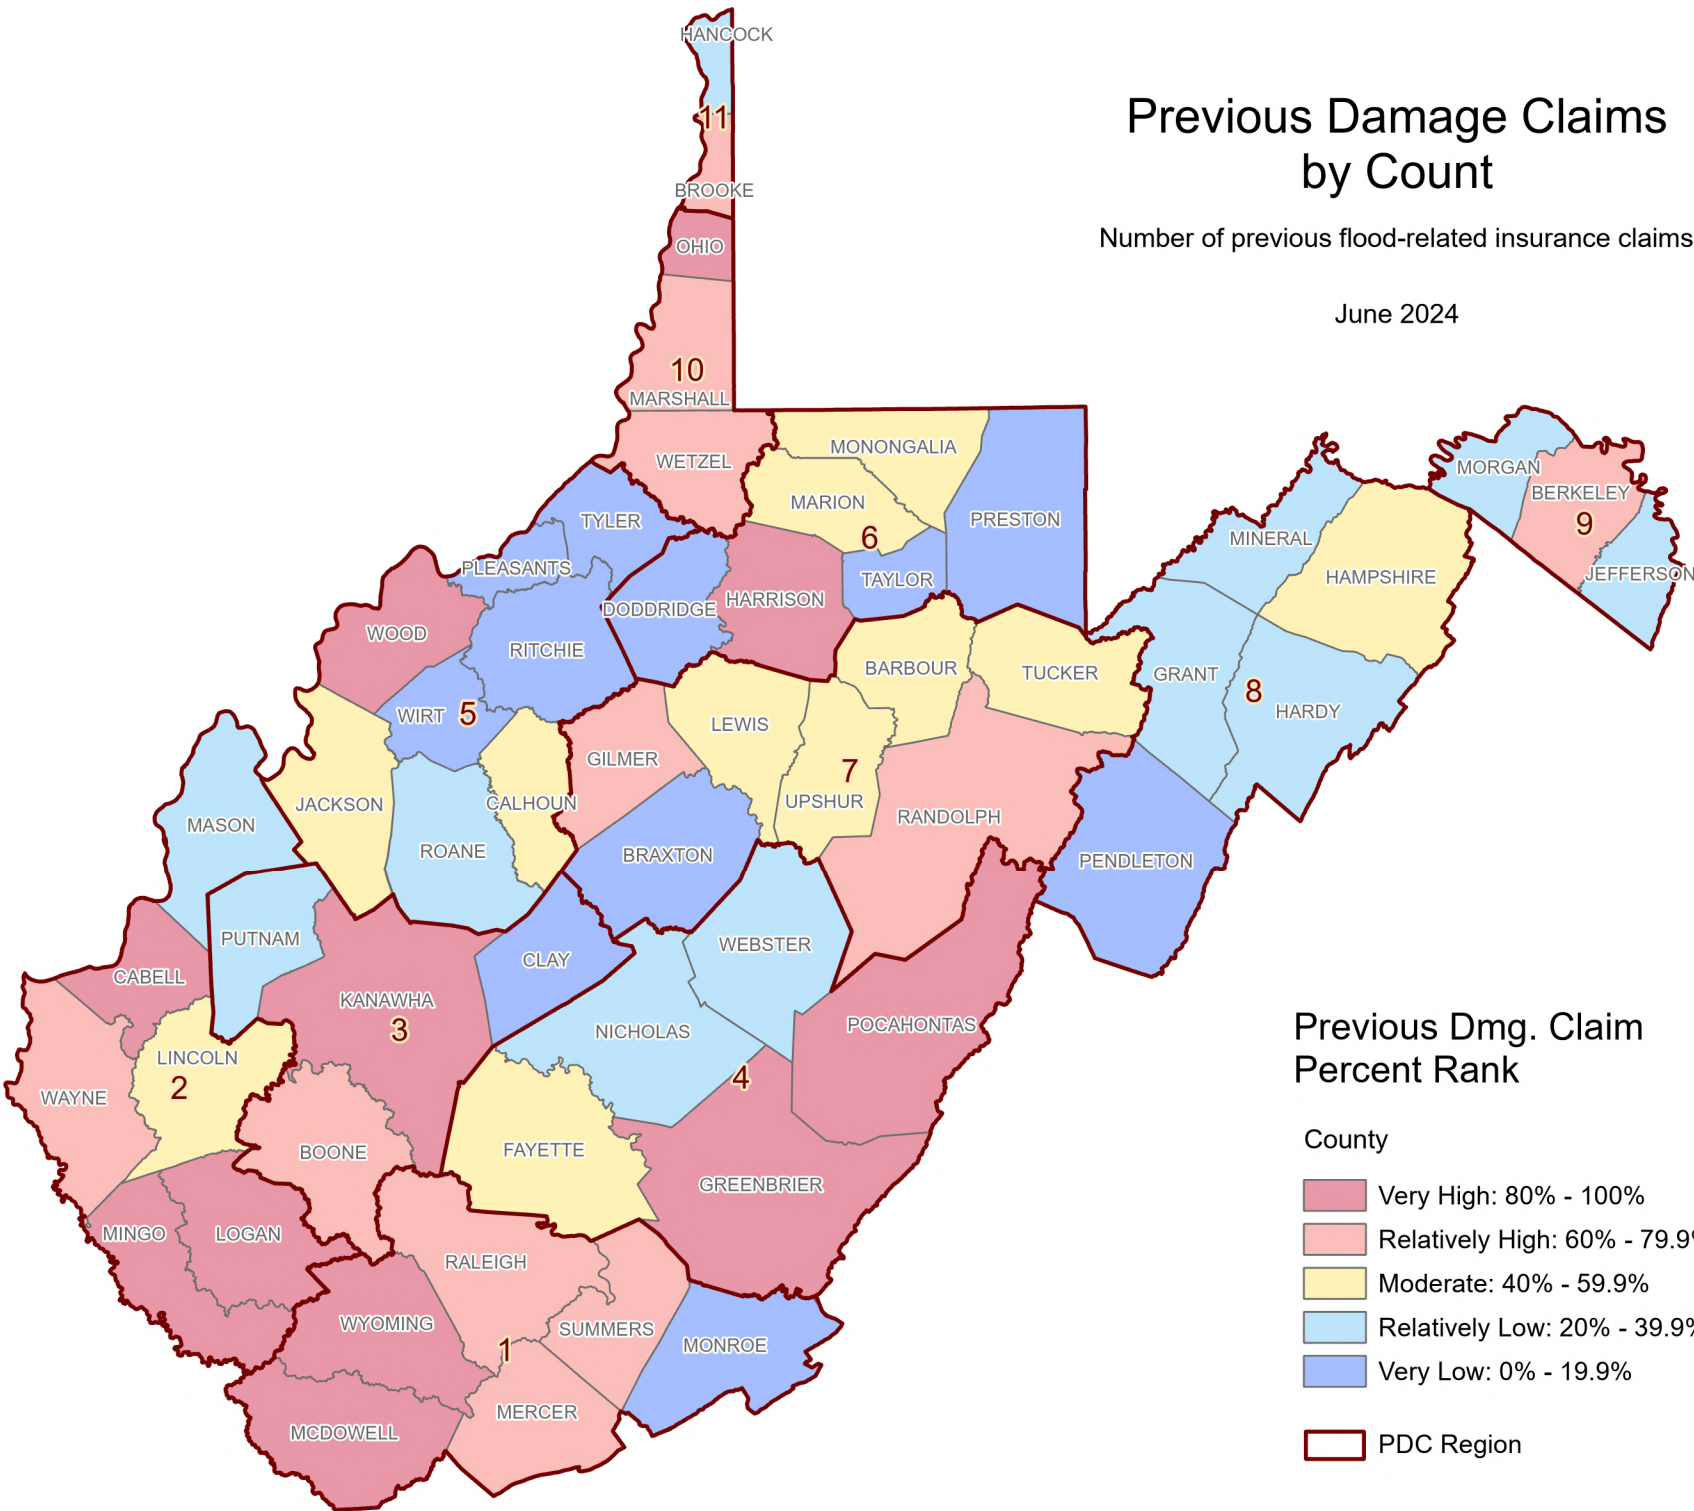 Previous Damage Claims
by Count
Number of previous flood-related insurance claims
June 2024
HANCOCK
11
BROOKE
OHIO
10
MARSHALL
WETZEL
MONONGALIA
MARION
PRESTON
6
TYLER
PLEASANTS
TAYLOR
HARRISON
DODDRIDGE
WOOD
RITCHIE
BARBOUR
TUCKER
MORGAN
BERKELEY
9
JEFFERSON
MINERAL
HAMPSHIRE
GRANT
8
HARDY
WIRT
5
LEWIS
GILMER
7
UPSHUR
JACKSON
CALHOUN
RANDOLPH
MASON
ROANE
BRAXTON
PENDLETON
PUTNAM
WEBSTER
CLAY
CABELL
KANAWHA
3
NICHOLAS
POCAHONTAS
LINCOLN
2
4
WAYNE
BOONE
FAYETTE
GREENBRIER
MINGO
LOGAN
RALEIGH
WYOMING
SUMMERS
1
MONROE
MERCER
MCDOWELL
Previous Dmg. Claim
Percent Rank
County
Very High: 80% - 100%
Relatively High: 60% - 79.9%
Moderate: 40% - 59.9%
Relatively Low: 20% - 39.9%
Very Low: 0% - 19.9%
PDC Region